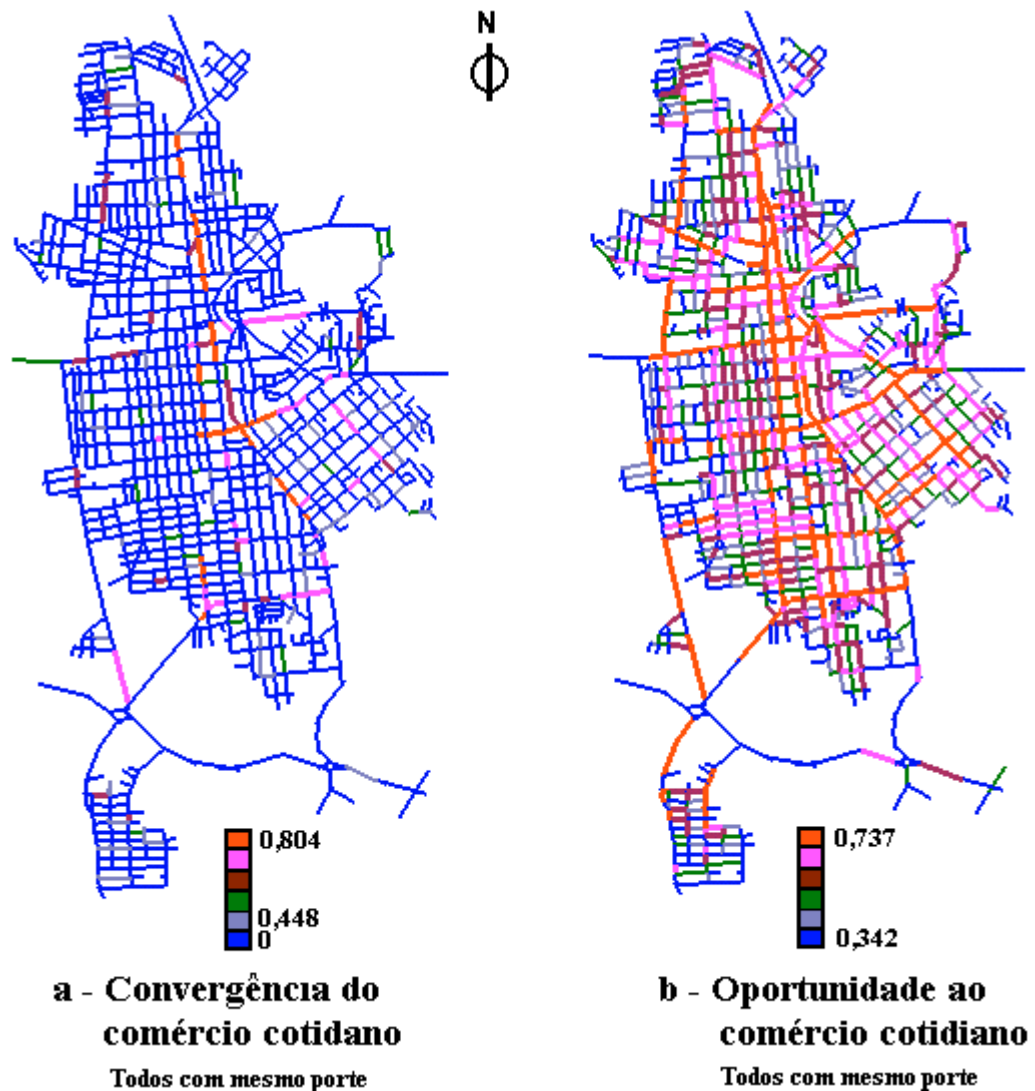 N
0,804
0,448
0
0,737
0,342
a - Convergência do
comércio cotidano
Todos com mesmo porte
b - Oportunidade ao
comércio cotidiano
Todos com mesmo porte